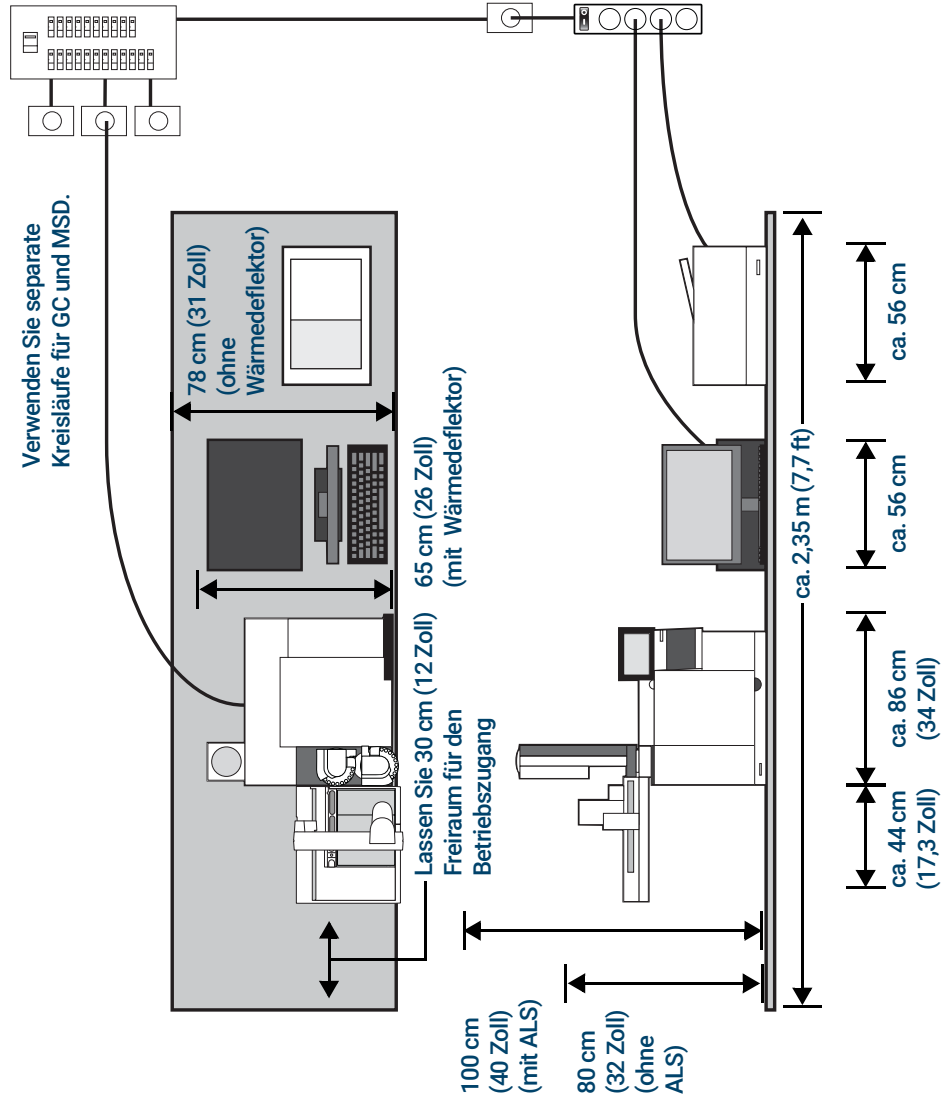 Verwenden Sie separate
Kreisläufe für GC und MSD.
78 cm (31 Zoll)
(ohne
Wärmedeflektor)
65 cm (26 Zoll)
(mit Wärmedeflektor)
Lassen Sie 30 cm (12 Zoll)
Freiraum für den
Betriebszugang
100 cm
(40 Zoll)
(mit ALS)
80 cm
(32 Zoll)
(ohne
ALS)
ca. 2,35 m (7,7 ft)
ca. 44 cm
(17,3 Zoll)
ca. 86 cm
(34 Zoll)
ca. 56 cm
ca. 56 cm